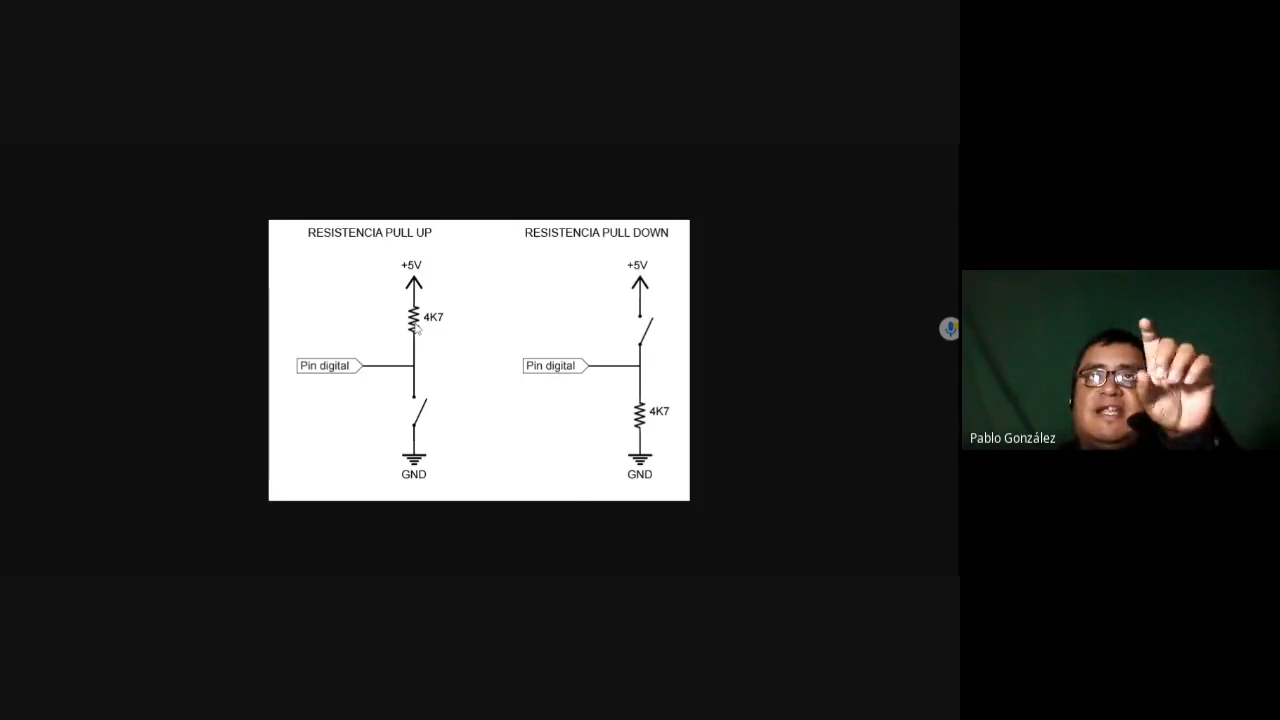 RESISTENCIA PULL UP
+5V
4K7
Pin digital
GND
RESISTENCIA PULL DOWN
+5V
Pin digital
4K7
GND
Pablo González